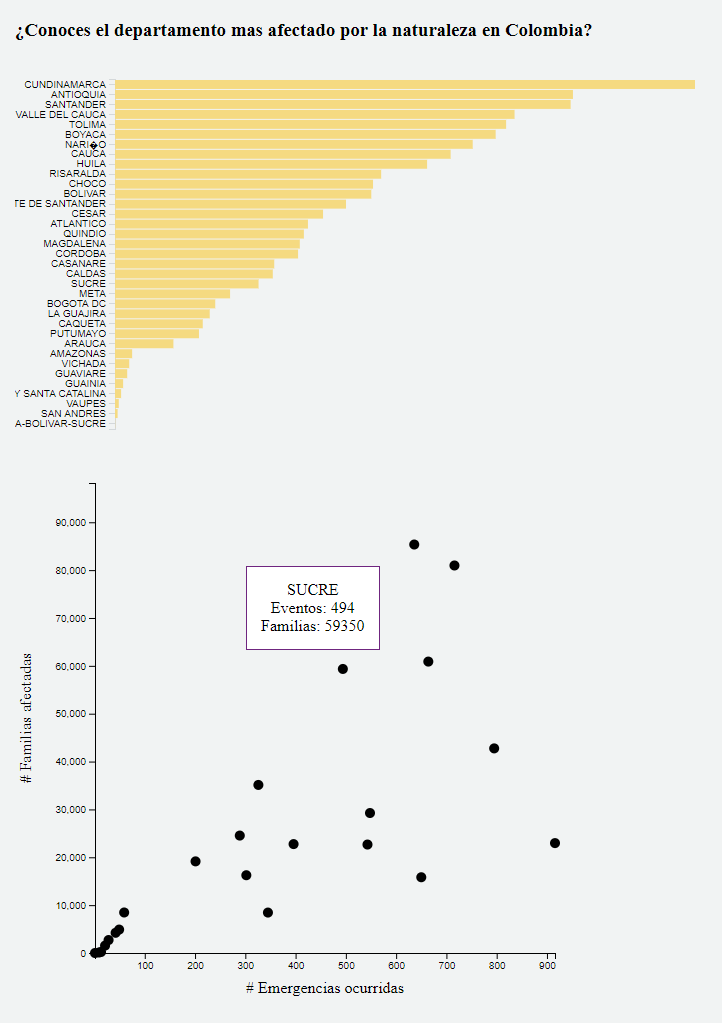 ¿Conoces el departamento mas afectado por la naturaleza en Colombia?
CUNDINAMARCA
ANTIOQUIA
SANTANDER
VALLE DEL CAUCA
TOLIMA
BOYACA
NARI�O
CAUCA
HUILA
RISARALDA
CHOCO
BOLIVAR
TE DE SANTANDER
CESAR
ATLANTICO
QUINDIO
MAGDALENA
CORDOBA
CASANARE
CALDAS
SUCRE
META
BOGOTA DC
LA GUAJIRA
CAQUETA
PUTUMAYO
ARAUCA
AMAZONAS
VICHADA
GUAVIARE
GUAINIA
Y SANTA CATALINA
VAUPES
SAN ANDRES
A-BOLIVAR-SUCRE
# Familias afectadas
90,000
80,000
70,000
60,000
50,000
40,000
30,000
20,000
10,000
0
SUCRE
Eventos: 494
Familias: 59350
100 200 300 400 500 600 700 800 900
# Emergencias ocurridas